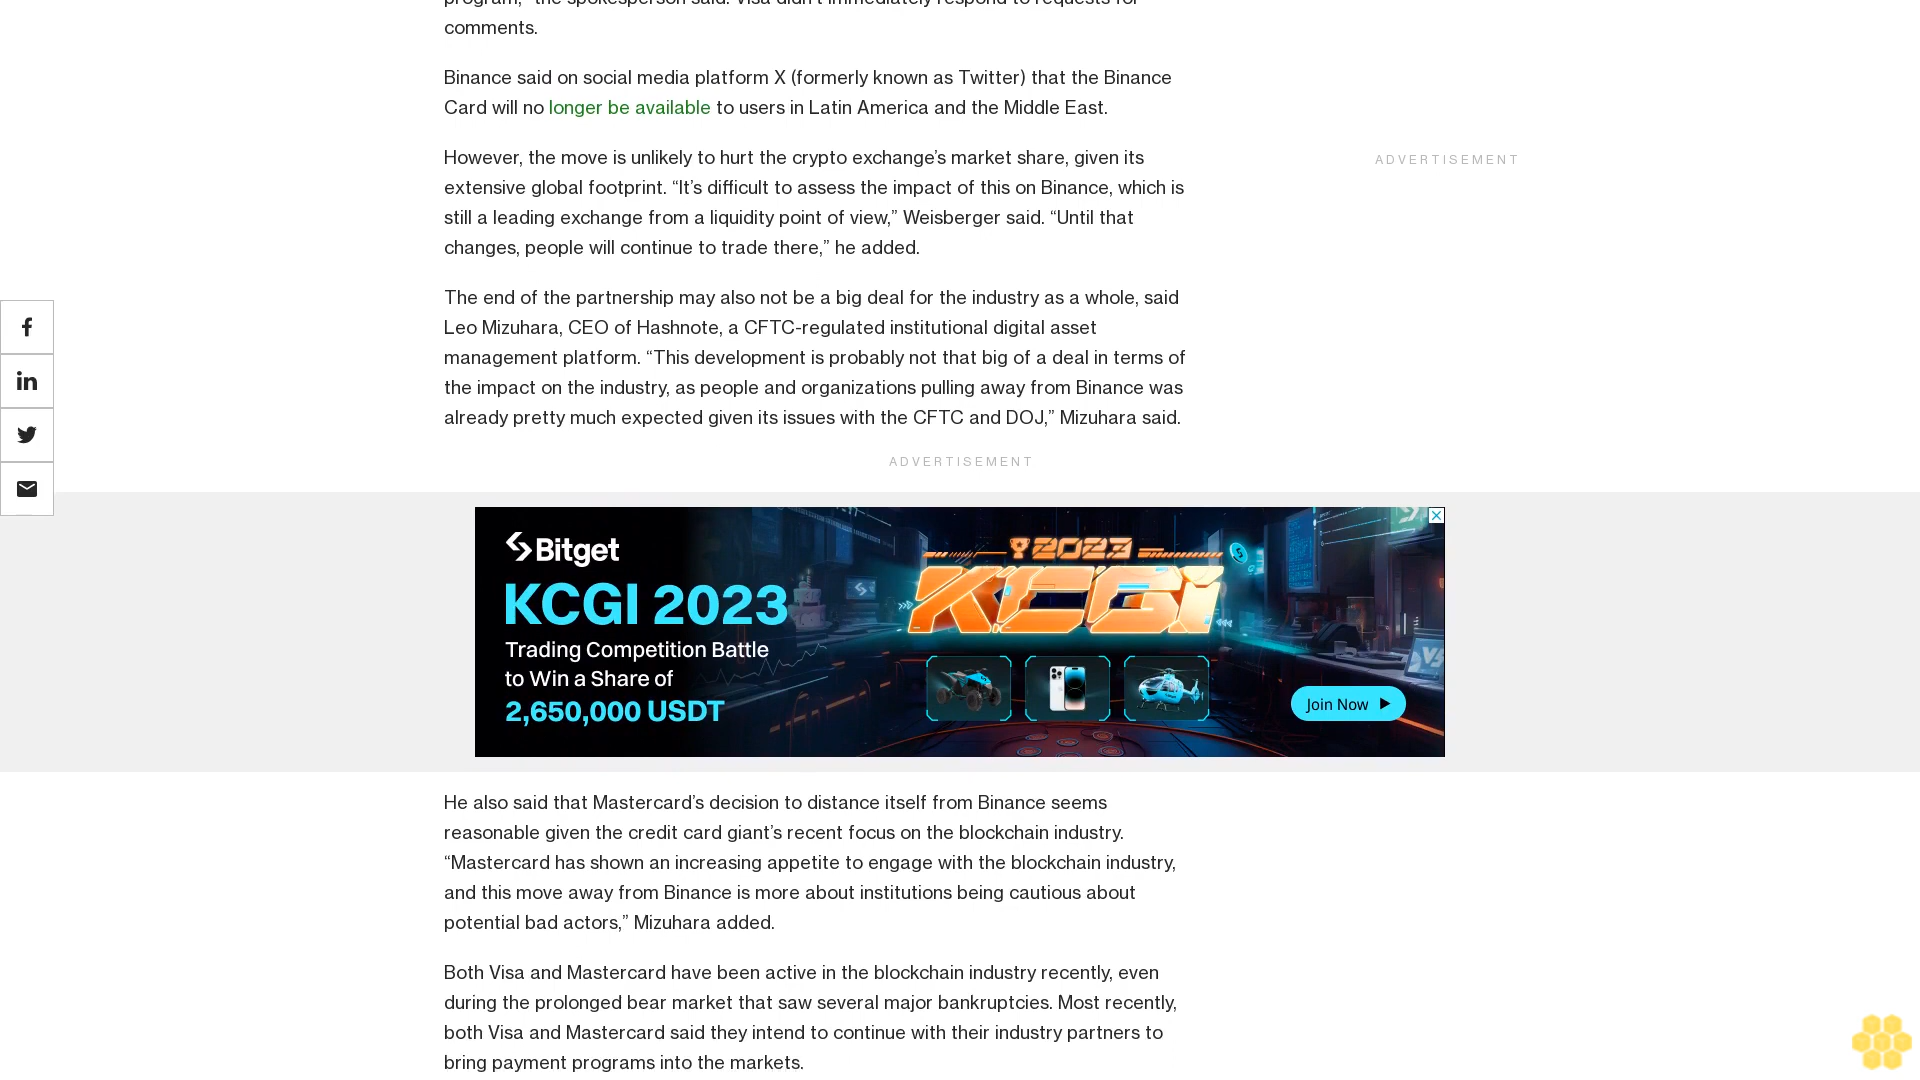 comments.
Binance said on social media platform X (formerly known as Twitter) that the Binance
Card will no longer be available to users in Latin America and the Middle East.
However, the move is unlikely to hurt the crypto exchange’s market share, given its
extensive global footprint. “It’s difficult to assess the impact of this on Binance, which is
still a leading exchange from a liquidity point of view,” Weisberger said. “Until that
changes, people will continue to trade there,” he added.
ADVERTISEMENT
The end of the partnership may also not be a big deal for the industry as a whole, said
Leo Mizuhara, CEO of Hashnote, a CFTC-regulated institutional digital asset
management platform. “This development is probably not that big of a deal in terms of
the impact on the industry, as people and organizations pulling away from Binance was
already pretty much expected given its issues with the CFTC and DOJ,” Mizuhara said.
ADVERTISEMENT
Bitget
KCGI 2023
Trading Competition Battle
to Win a Share of
2,650,000 USDT
2023
KCGI
Join Now
He also said that Mastercard’s decision to distance itself from Binance seems
reasonable given the credit card giant’s recent focus on the blockchain industry.
“Mastercard has shown an increasing appetite to engage with the blockchain industry,
and this move away from Binance is more about institutions being cautious about
potential bad actors,” Mizuhara added.
Both Visa and Mastercard have been active in the blockchain industry recently, even
during the prolonged bear market that saw several major bankruptcies. Most recently,
both Visa and Mastercard said they intend to continue with their industry partners to
bring payment programs into the markets.